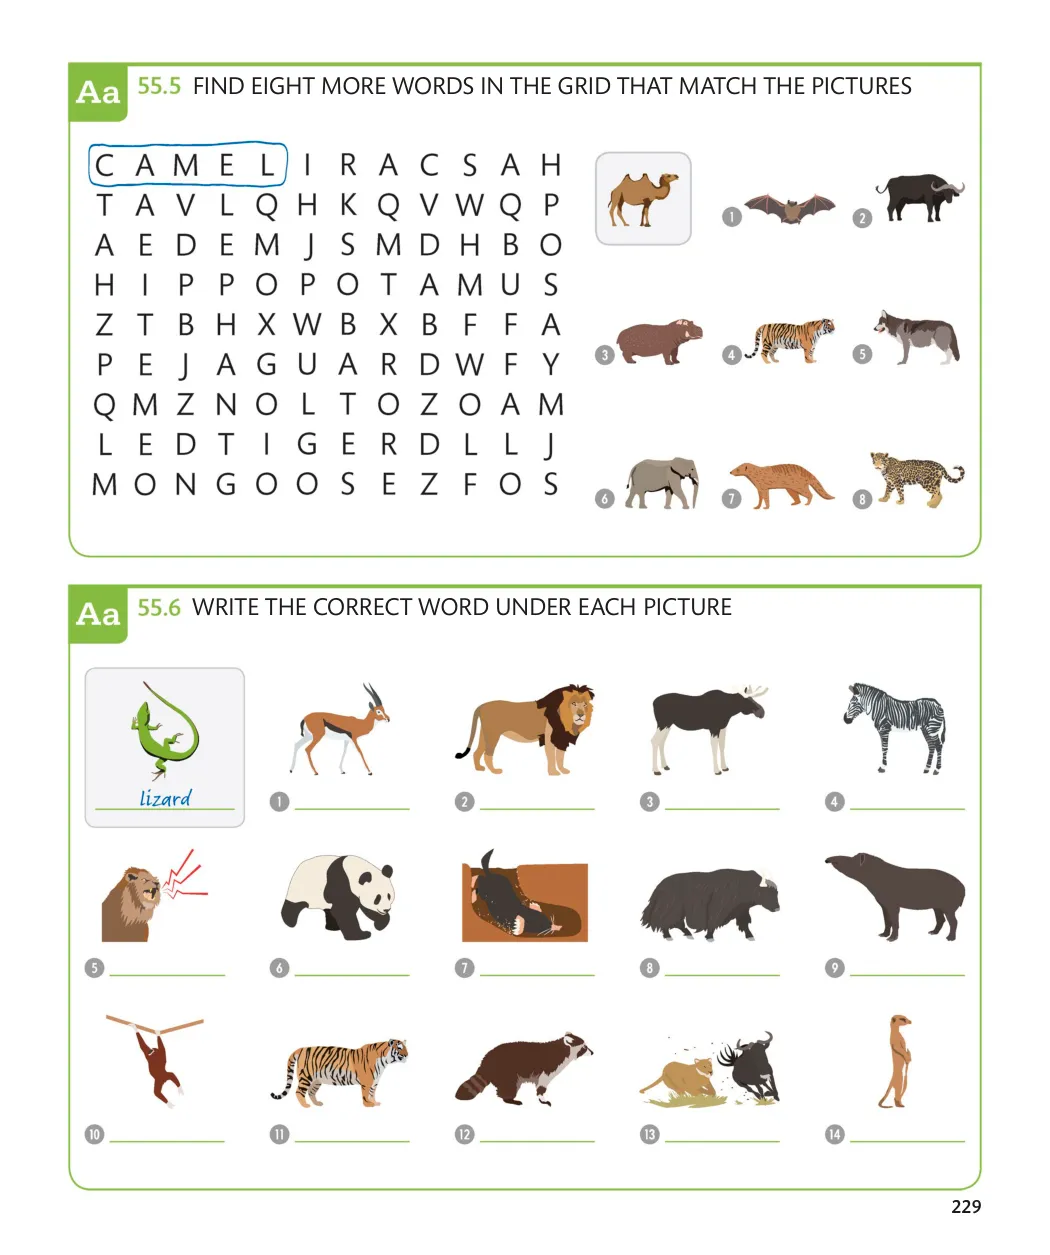 Aa 55.5 FIND EIGHT MORE WORDS IN THE GRID THAT MATCH THE PICTURES
C A M E L I R A C S A H
T A V L Q H K Q V W Q P
A E D E M J S M D H B O
H I P P O P O T A M U S
Z T B H X W B X B F F A
P E J A G U A R D W F Y
Q M Z N O L T O Z O A M
L E D T I G E R D L L J
M O N G O O S E Z F O S
1 2
3 4 5
6 7 8
Aa 55.6 WRITE THE CORRECT WORD UNDER EACH PICTURE
lizard
1 2 3 4
5 6 7 8 9
10 11 12 13 14
229